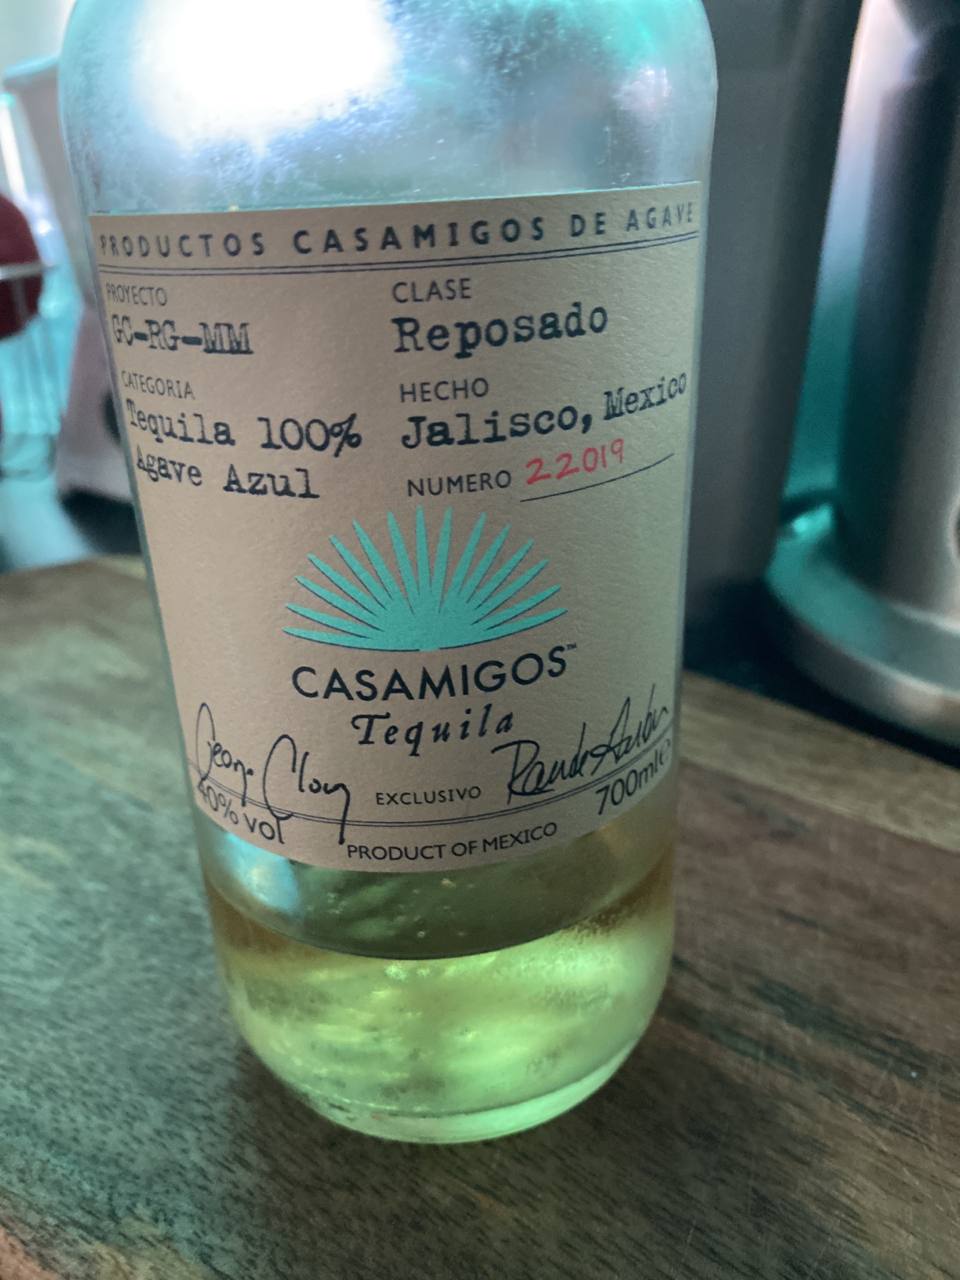 PRODUCTOS CASAMIGOS DE AGAVE
PROYECTO
GC-RG-MM
CLASE
Reposado
CATEGORIA
Tequila 100%
Agave Azul
HECHO
Jalisco, Mexico
NUMERO 22019
CASAMIGOS™
Tequila
EXCLUSIVO
40% vol
700ml℮
PRODUCT OF MEXICO